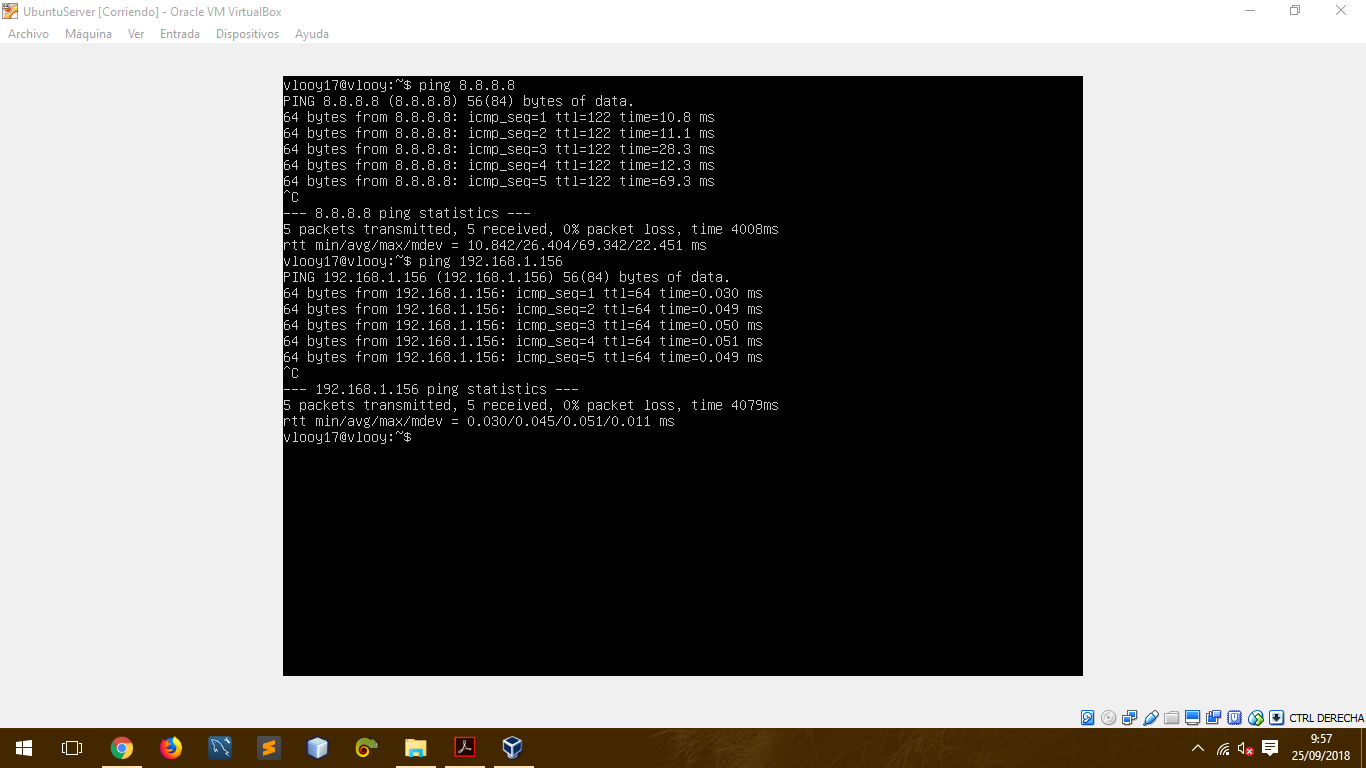 UbuntuServer [Corriendo] - Oracle VM VirtualBox
Archivo Máquina Ver Entrada Dispositivos Ayuda
vlooy17@vlooy:~$ ping 8.8.8.8
PING 8.8.8.8 (8.8.8.8) 56(84) bytes of data.
64 bytes from 8.8.8.8: icmp_seq=1 ttl=122 time=10.8 ms
64 bytes from 8.8.8.8: icmp_seq=2 ttl=122 time=11.1 ms
64 bytes from 8.8.8.8: icmp_seq=3 ttl=122 time=28.3 ms
64 bytes from 8.8.8.8: icmp_seq=4 ttl=122 time=12.3 ms
64 bytes from 8.8.8.8: icmp_seq=5 ttl=122 time=69.3 ms
^C
--- 8.8.8.8 ping statistics ---
5 packets transmitted, 5 received, 0% packet loss, time 4008ms
rtt min/avg/max/mdev = 10.842/26.404/69.342/22.451 ms
vlooy17@vlooy:~$ ping 192.168.1.156
PING 192.168.1.156 (192.168.1.156) 56(84) bytes of data.
64 bytes from 192.168.1.156: icmp_seq=1 ttl=64 time=0.030 ms
64 bytes from 192.168.1.156: icmp_seq=2 ttl=64 time=0.049 ms
64 bytes from 192.168.1.156: icmp_seq=3 ttl=64 time=0.050 ms
64 bytes from 192.168.1.156: icmp_seq=4 ttl=64 time=0.051 ms
64 bytes from 192.168.1.156: icmp_seq=5 ttl=64 time=0.049 ms
^C
--- 192.168.1.156 ping statistics ---
5 packets transmitted, 5 received, 0% packet loss, time 4079ms
rtt min/avg/max/mdev = 0.030/0.045/0.051/0.011 ms
vlooy17@vlooy:~$
CTRL DERECHA
9:57
25/09/2018